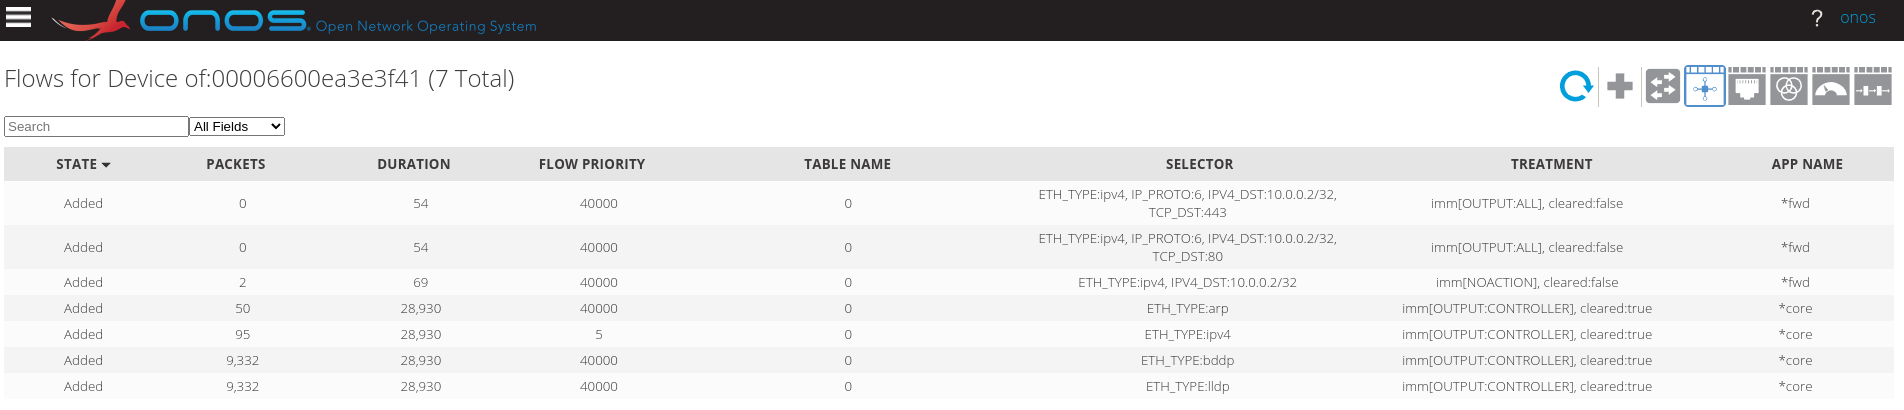 onos Open Network Operating System ? onos
Flows for Device of:00006600ea3e3f41 (7 Total)
Search All Fields
STATE PACKETS DURATION FLOW PRIORITY TABLE NAME SELECTOR TREATMENT APP NAME
Added 0 54 40000 0 ETH_TYPE:ipv4, IP_PROTO:6, IPV4_DST:10.0.0.2/32, imm[OUTPUT:ALL], cleared:false *fwd
TCP_DST:443
Added 0 54 40000 0 ETH_TYPE:ipv4, IP_PROTO:6, IPV4_DST:10.0.0.2/32, imm[OUTPUT:ALL], cleared:false *fwd
TCP_DST:80
Added 2 69 40000 0 ETH_TYPE:ipv4, IPV4_DST:10.0.0.2/32 imm[NOACTION], cleared:false *fwd
Added 50 28,930 40000 0 ETH_TYPE:arp imm[OUTPUT:CONTROLLER], cleared:true *core
Added 95 28,930 5 0 ETH_TYPE:ipv4 imm[OUTPUT:CONTROLLER], cleared:true *core
Added 9,332 28,930 40000 0 ETH_TYPE:bddp imm[OUTPUT:CONTROLLER], cleared:true *core
Added 9,332 28,930 40000 0 ETH_TYPE:lldp imm[OUTPUT:CONTROLLER], cleared:true *core